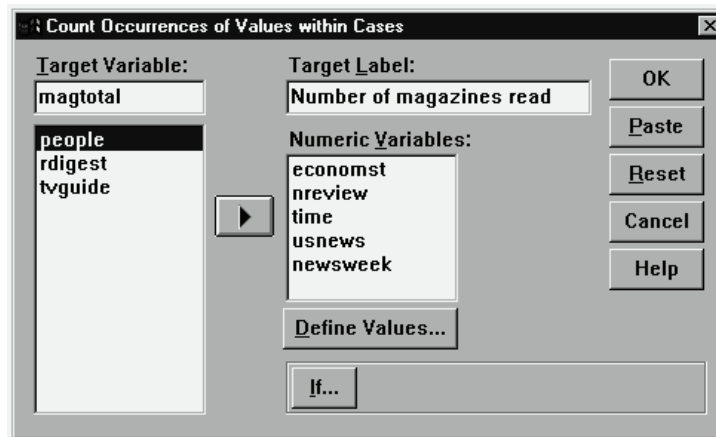 Count Occurrences of Values within Cases
Target Variable:
magtotal
people
rdigest
tvguide
Target Label:
Number of magazines read
Numeric Variables:
economst
nreview
time
usnews
newsweek
Define Values...
If...
OK
Paste
Reset
Cancel
Help